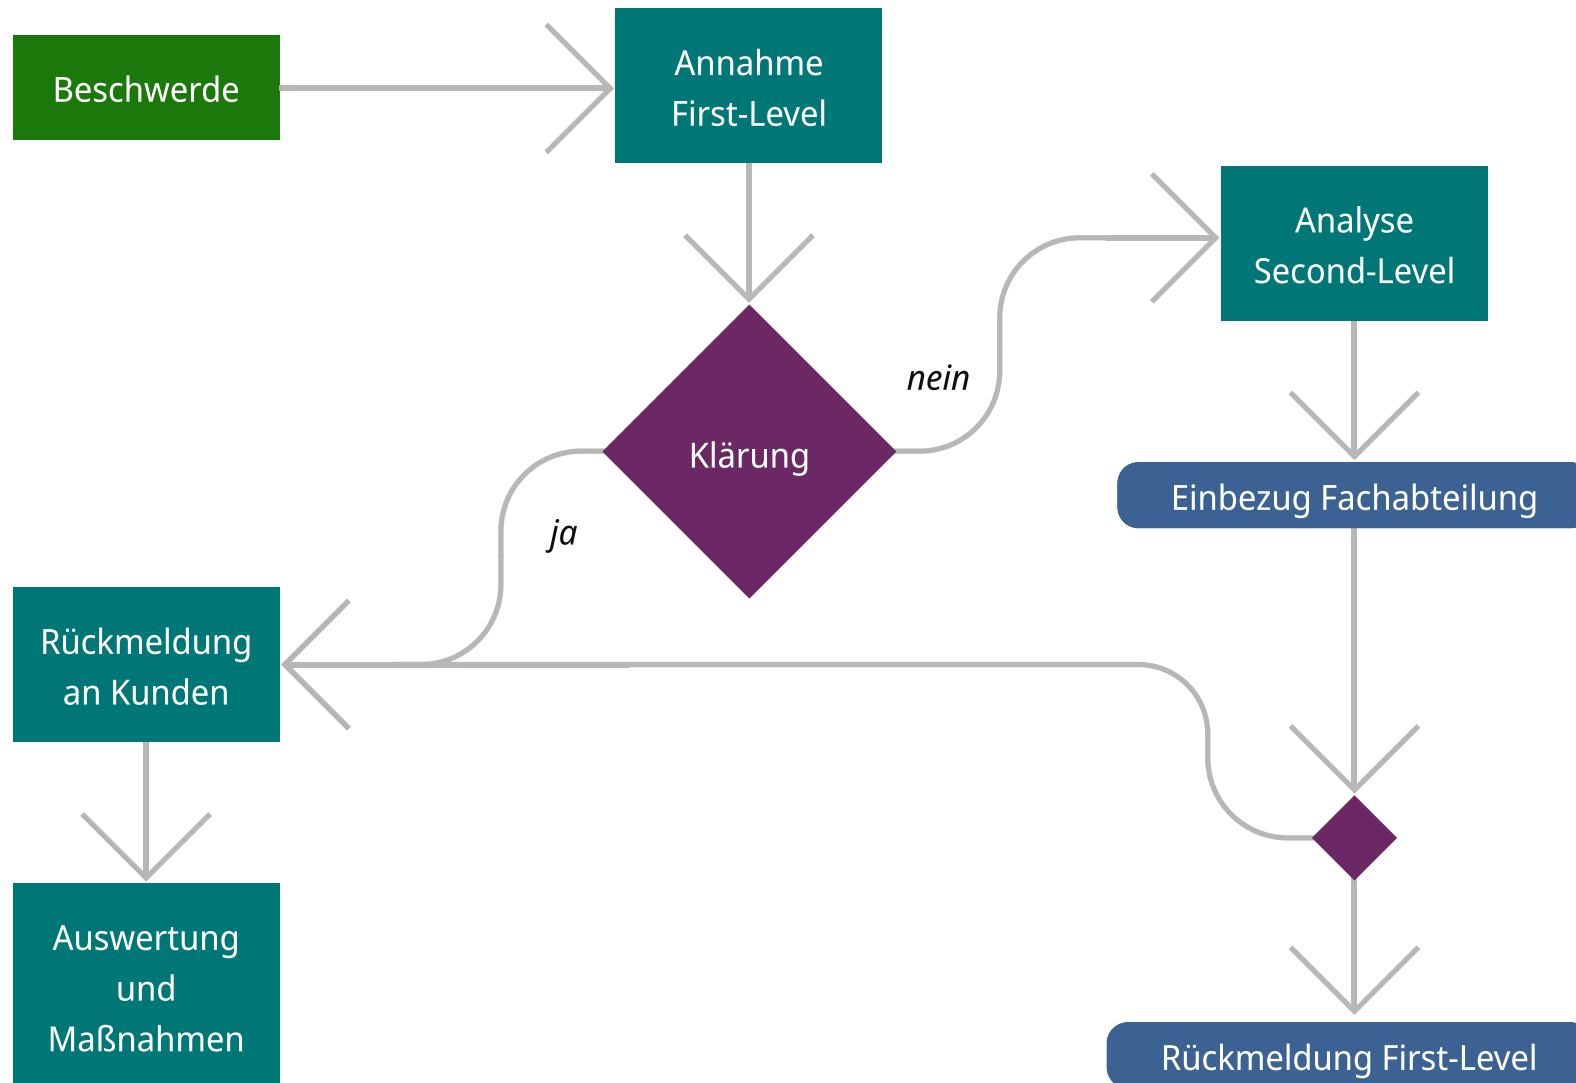 Beschwerde
Annahme
First-Level
Analyse
Second-Level
nein
Klärung
Einbezug Fachabteilung
ja
Rückmeldung
an Kunden
Auswertung
und
Maßnahmen
Rückmeldung First-Level